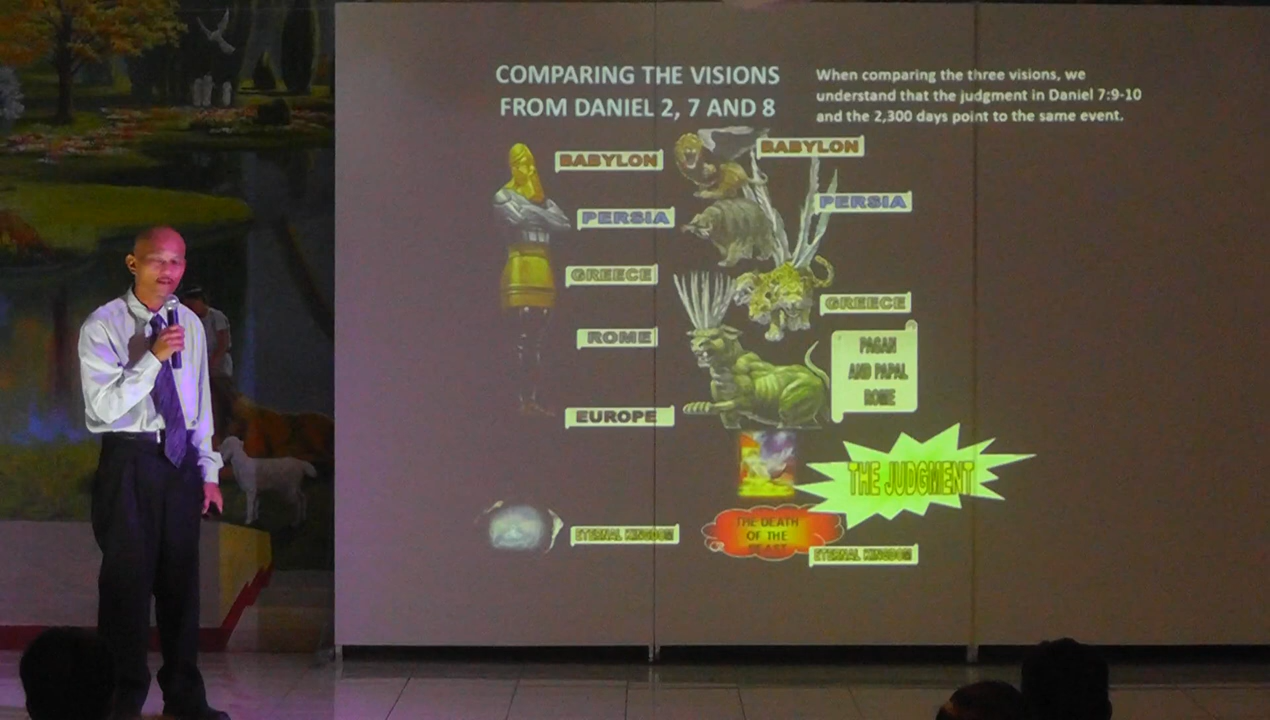 COMPARING THE VISIONS
FROM DANIEL 2, 7 AND 8
When comparing the three visions, we
understand that the judgment in Daniel 7:9-10
and the 2,300 days point to the same event.
BABYLON
PERSIA
GREECE
ROME
EUROPE
ETERNAL KINGDOM
BABYLON
PERSIA
GREECE
PAGAN
AND PAPAL
ROME
THE JUDGMENT
THE DEATH
OF THE
BEAST
ETERNAL KINGDOM